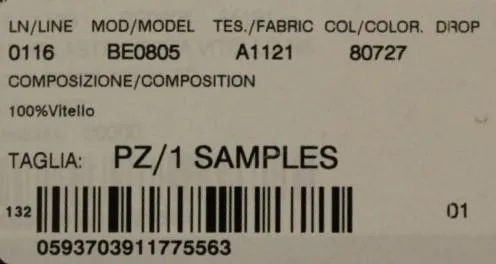 LN/LINE MOD/MODEL TES./FABRIC COL/COLOR. DROP
0116 BE0805 A1121 80727
COMPOSIZIONE/COMPOSITION
100%Vitello
TAGLIA: PZ/1 SAMPLES
132 01
0593703911775563